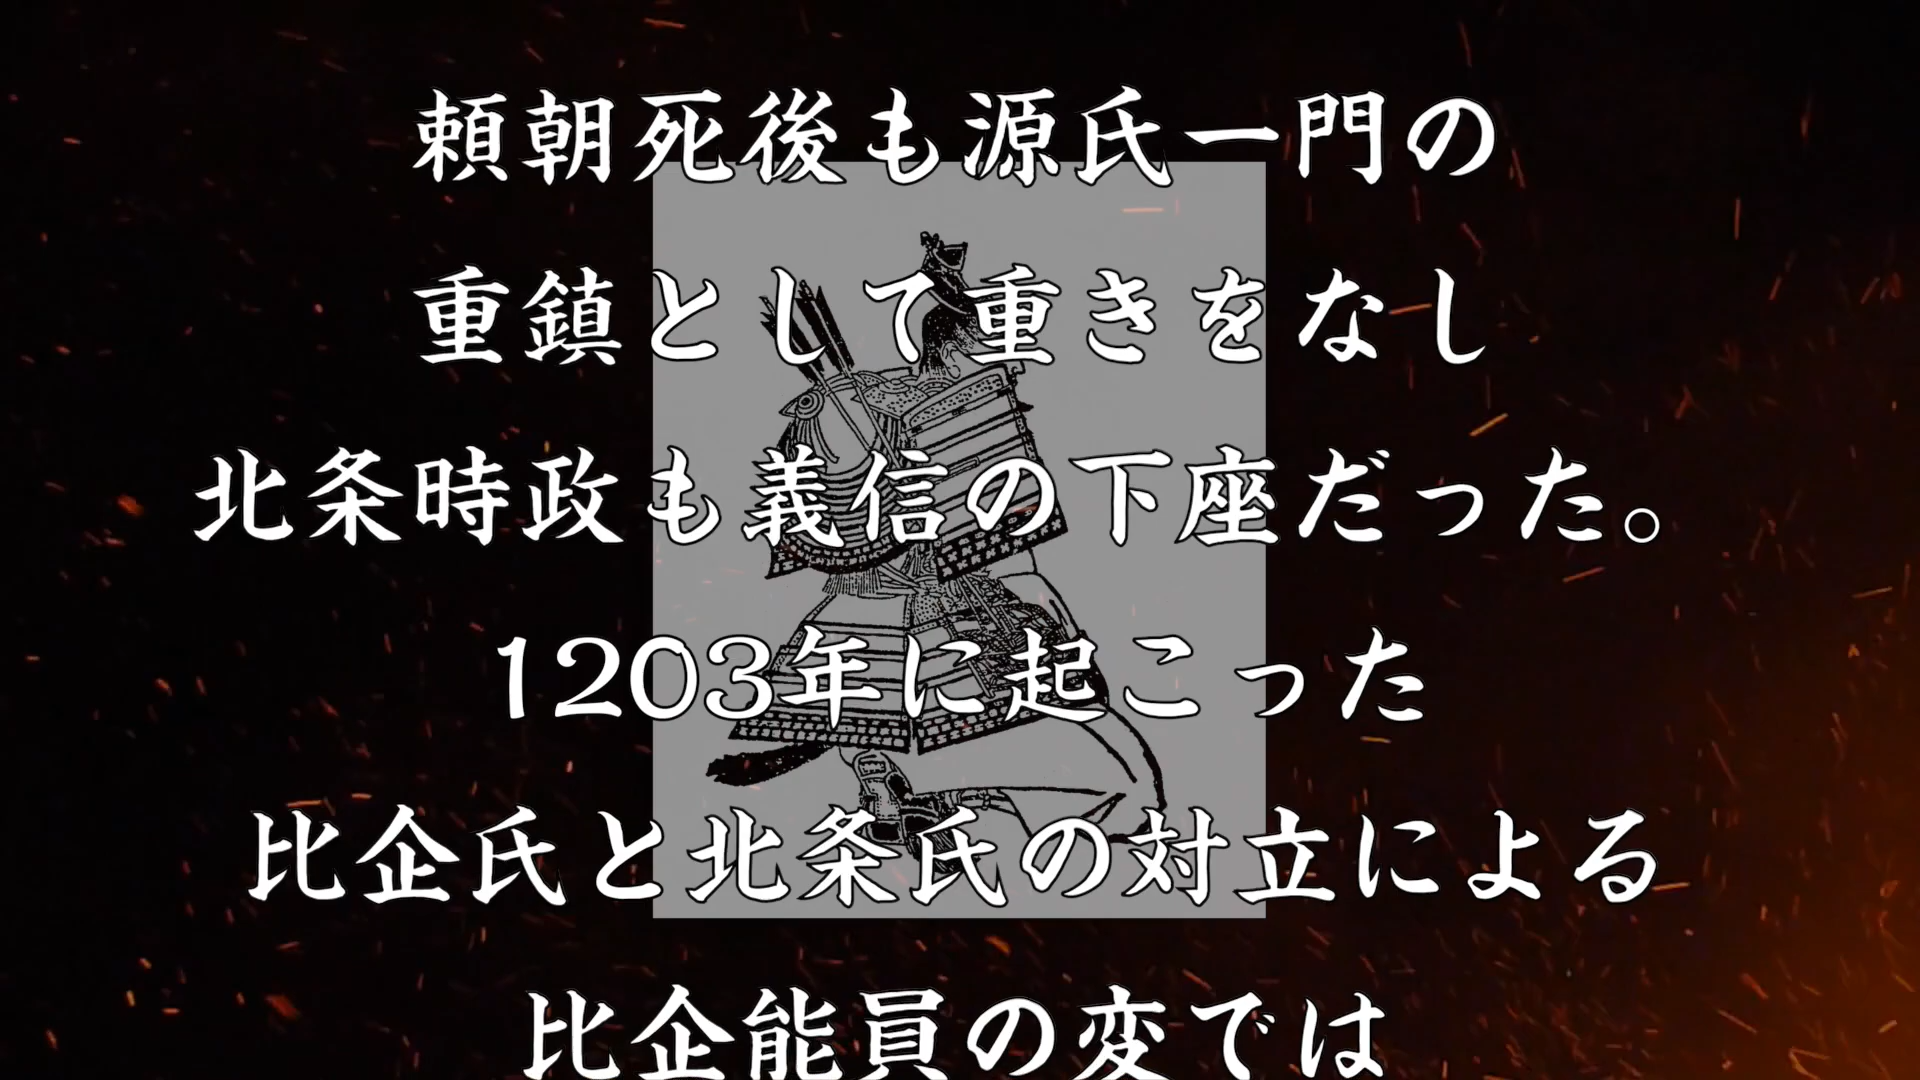 頼朝死後も源氏一門の
重鎮として重きをなし
北条時政も義信の下座だった。
1203年に起こった
比企氏と北条氏の対立による
比企能員の変では